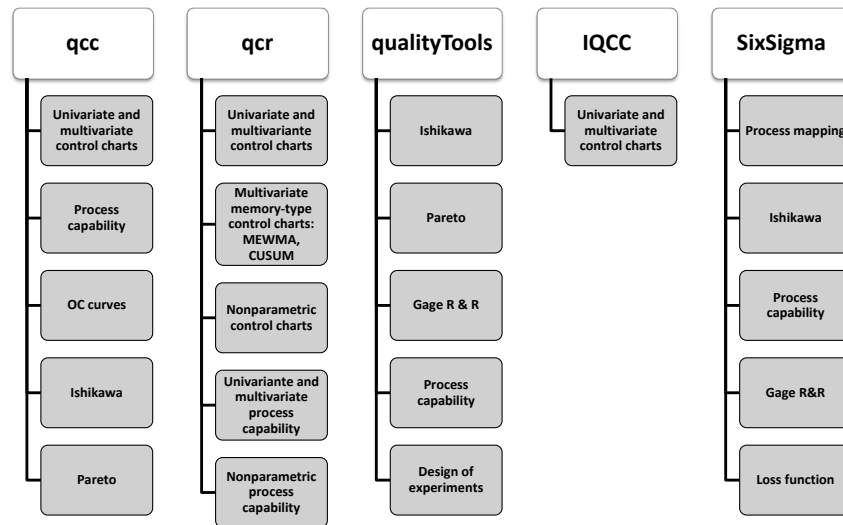 qcc
Univariate and
multivariate
control charts
Process
capability
OC curves
Ishikawa
Pareto
qcr
Univariate and
multivariante
control charts
Multivariate
memory-type
control charts:
MEWMA,
CUSUM
Nonparametric
control charts
Univariante and
multivariate
process
capability
Nonparametric
process
capability
qualityTools
Ishikawa
Pareto
Gage R & R
Process
capability
Design of
experiments
IQCC
Univariate and
multivariate
control charts
SixSigma
Process mapping
Ishikawa
Process
capability
Gage R&R
Loss function